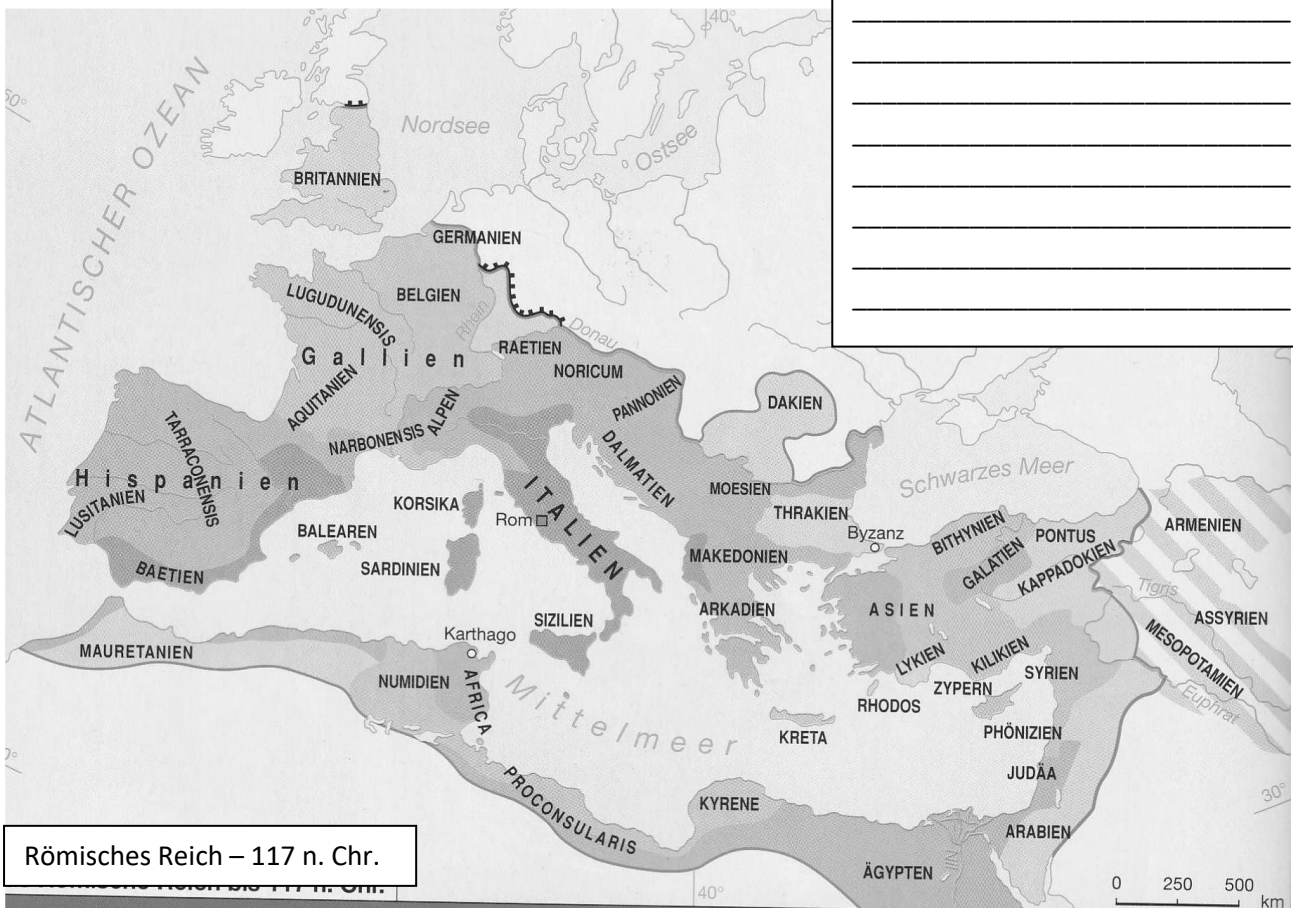 40°
50°
ATLANTISCHER OZEAN
Nordsee
Ostsee
BRITANNIEN
GERMANIEN
BELGIEN
LUGUDUNENSIS
Rhein
Donau
Gallien
RAETIEN
NORICUM
AQUITANIEN
ALPEN
NARBONENSIS
PANNONIEN
DAKIEN
DALMATIEN
TARRACONENSIS
Hispanien
LUSITANIEN
BAETIEN
BALEAREN
KORSIKA
SARDINIEN
Rom
ITALIEN
SIZILIEN
MOESIEN
THRAKIEN
MAKEDONIEN
ARKADIEN
Schwarzes Meer
Byzanz
BITHYNIEN
PONTUS
GALATIEN
KAPPADOKIEN
ARMENIEN
Tigris
ASSYRIEN
MESOPOTAMIEN
Euphrat
ASIEN
LYKIEN
KILIKIEN
SYRIEN
ZYPERN
RHODOS
KRETA
PHÖNIZIEN
JUDÄA
ARABIEN
Karthago
MAURETANIEN
NUMIDIEN
AFRICA
PROCONSULARIS
Mittelmeer
KYRENE
ÄGYPTEN
NIL
30°
40°
0 250 500
km
Römisches Reich – 117 n. Chr.